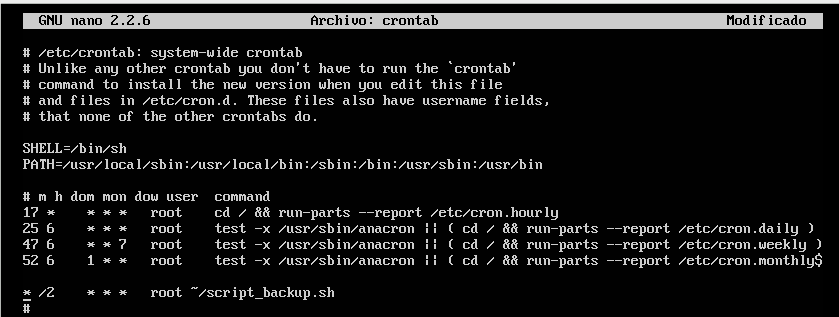 GNU nano 2.2.6 Archivo: crontab Modificado
# /etc/crontab: system-wide crontab
# Unlike any other crontab you don't have to run the `crontab'
# command to install the new version when you edit this file
# and files in /etc/cron.d. These files also have username fields,
# that none of the other crontabs do.
SHELL=/bin/sh
PATH=/usr/local/sbin:/usr/local/bin:/sbin:/bin:/usr/sbin:/usr/bin
# m h dom mon dow user command
17 * * * * root cd / && run-parts --report /etc/cron.hourly
25 6 * * * root test -x /usr/sbin/anacron || ( cd / && run-parts --report /etc/cron.daily )
47 6 * * 7 root test -x /usr/sbin/anacron || ( cd / && run-parts --report /etc/cron.weekly )
52 6 1 * * root test -x /usr/sbin/anacron || ( cd / && run-parts --report /etc/cron.monthly$
* /2 * * * root ~/script_backup.sh
#